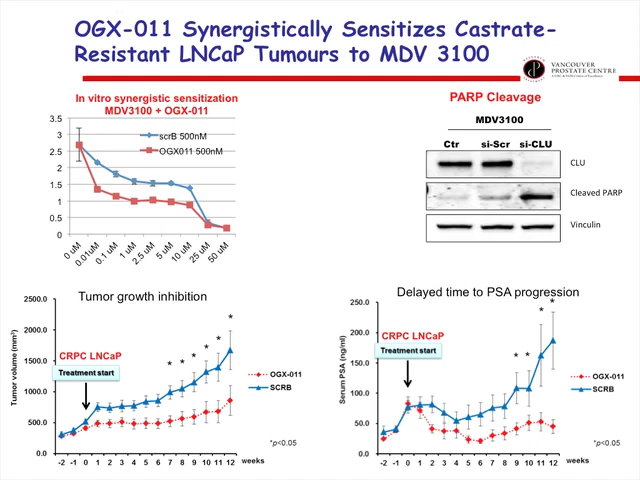 OGX-011 Synergistically Sensitizes Castrate-
Resistant LNCaP Tumours to MDV 3100
VANCOUVER
PROSTATE CENTRE
In vitro synergistic sensitization
MDV3100 + OGX-011
3.5
3
2.5
2
1.5
1
0.5
0
scrB 500nM
OGX011 500nM
0 uM
0.01uM
0.1 uM
1 uM
2.5 uM
5 uM
10 uM
25 uM
50 uM
PARP Cleavage
MDV3100
Ctr si-Scr si-CLU
CLU
Cleaved PARP
Vinculin
Tumor growth inhibition
Tumor volume (mm³)
2500.0
2000.0
1500.0
1000.0
500.0
0.0
CRPC LNCaP
Treatment start
* * * * * *
OGX-011
SCRB
*p<0.05
-2 -1 0 1 2 3 4 5 6 7 8 9 10 11 12 weeks
Delayed time to PSA progression
Serum PSA (ng/ml)
250.0
200.0
150.0
100.0
50.0
0.0
CRPC LNCaP
Treatment start
* * * *
OGX-011
SCRB
*p<0.05
-2 -1 0 1 2 3 4 5 6 7 8 9 10 11 12 weeks